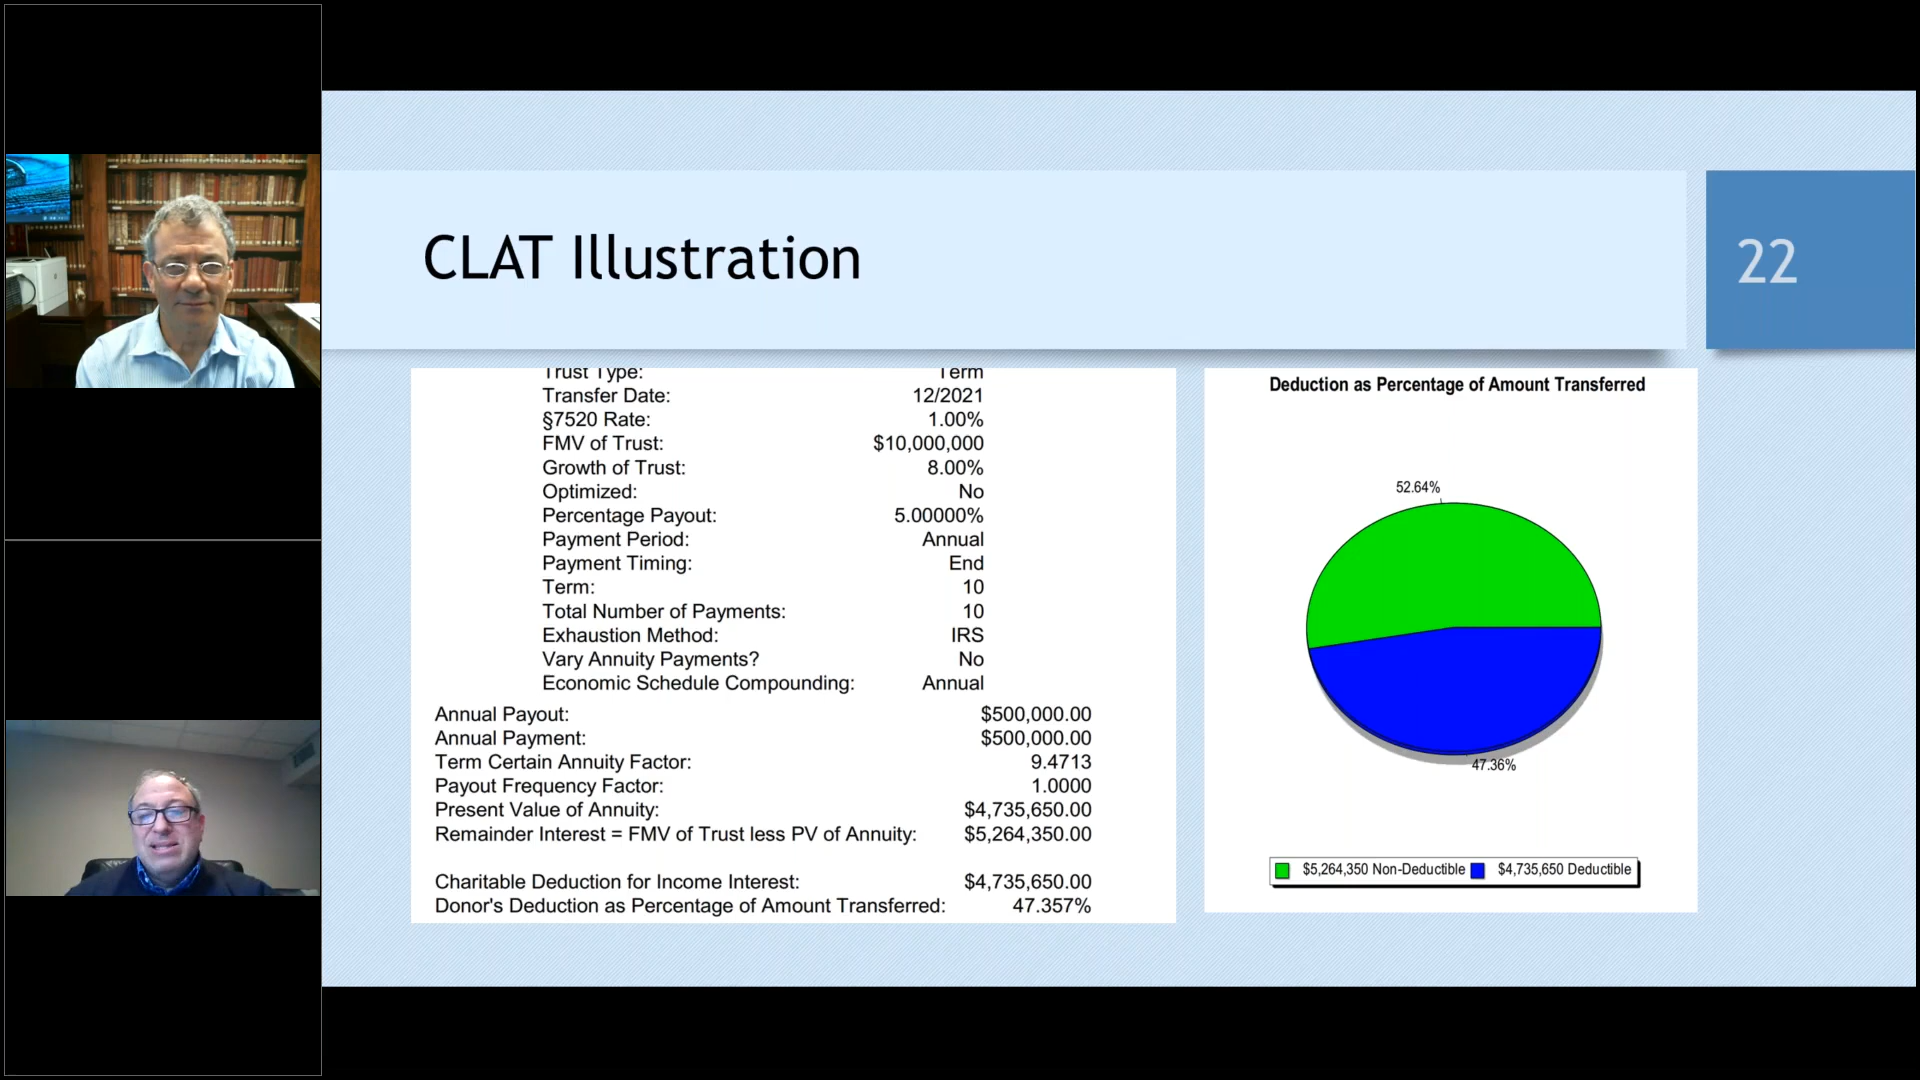 CLAT Illustration
22
Trust Type: Term
Transfer Date: 12/2021
§7520 Rate: 1.00%
FMV of Trust: $10,000,000
Growth of Trust: 8.00%
Optimized: No
Percentage Payout: 5.00000%
Payment Period: Annual
Payment Timing: End
Term: 10
Total Number of Payments: 10
Exhaustion Method: IRS
Vary Annuity Payments? No
Economic Schedule Compounding: Annual
Annual Payout: $500,000.00
Annual Payment: $500,000.00
Term Certain Annuity Factor: 9.4713
Payout Frequency Factor: 1.0000
Present Value of Annuity: $4,735,650.00
Remainder Interest = FMV of Trust less PV of Annuity: $5,264,350.00
Charitable Deduction for Income Interest: $4,735,650.00
Donor's Deduction as Percentage of Amount Transferred: 47.357%
Deduction as Percentage of Amount Transferred
52.64%
47.36%
$5,264,350 Non-Deductible $4,735,650 Deductible